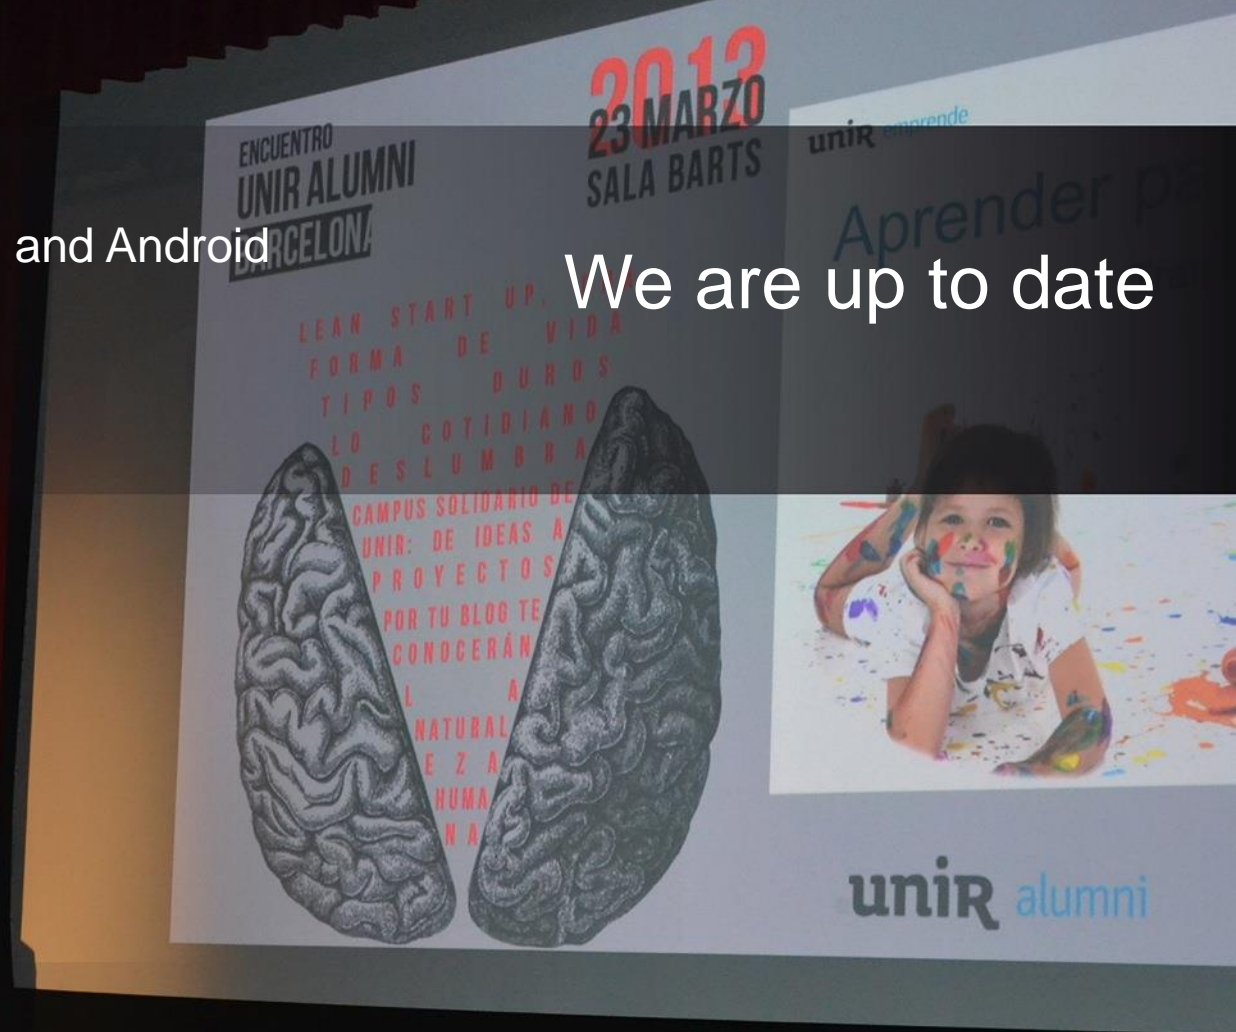 2013
23 MARZO
SALA BARTS
ENCUENTRO
UNIR ALUMNI
BARCELONA
unir emprende
Aprender
and Android
We are up to date
LEAN START UP,
FORMA DE VIDA
TIPOS DUROS
LO COTIDIANO
DESLUMBRA
CAMPUS SOLIDARIO DE
UNIR: DE IDEAS A
PROYECTOS
POR TU BLOG TE
CONOCERÁN
L A
NATURAL
E Z A
HUMA
N A
unir alumni